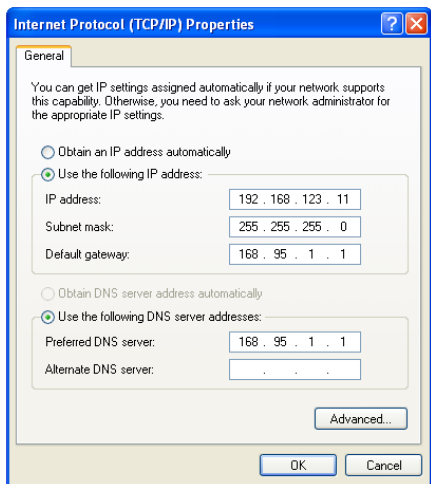 Internet Protocol (TCP/IP) Properties
General
You can get IP settings assigned automatically if your network supports
this capability. Otherwise, you need to ask your network administrator for
the appropriate IP settings.
Obtain an IP address automatically
Use the following IP address:
IP address: 192 . 168 . 123 . 11
Subnet mask: 255 . 255 . 255 . 0
Default gateway: 168 . 95 . 1 . 1
Obtain DNS server address automatically
Use the following DNS server addresses:
Preferred DNS server: 168 . 95 . 1 . 1
Alternate DNS server: . . .
Advanced...
OK Cancel